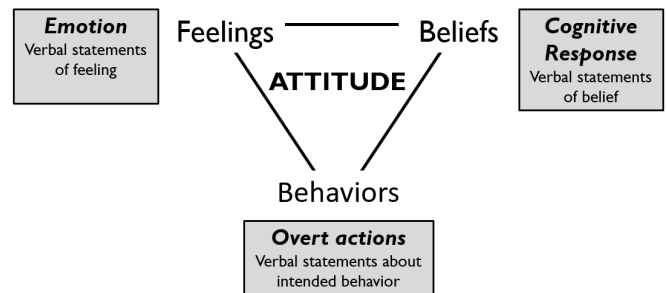 Emotion
Verbal statements
of feeling
Feelings
Beliefs
Cognitive
Response
Verbal statements
of belief
ATTITUDE
Behaviors
Overt actions
Verbal statements about
intended behavior